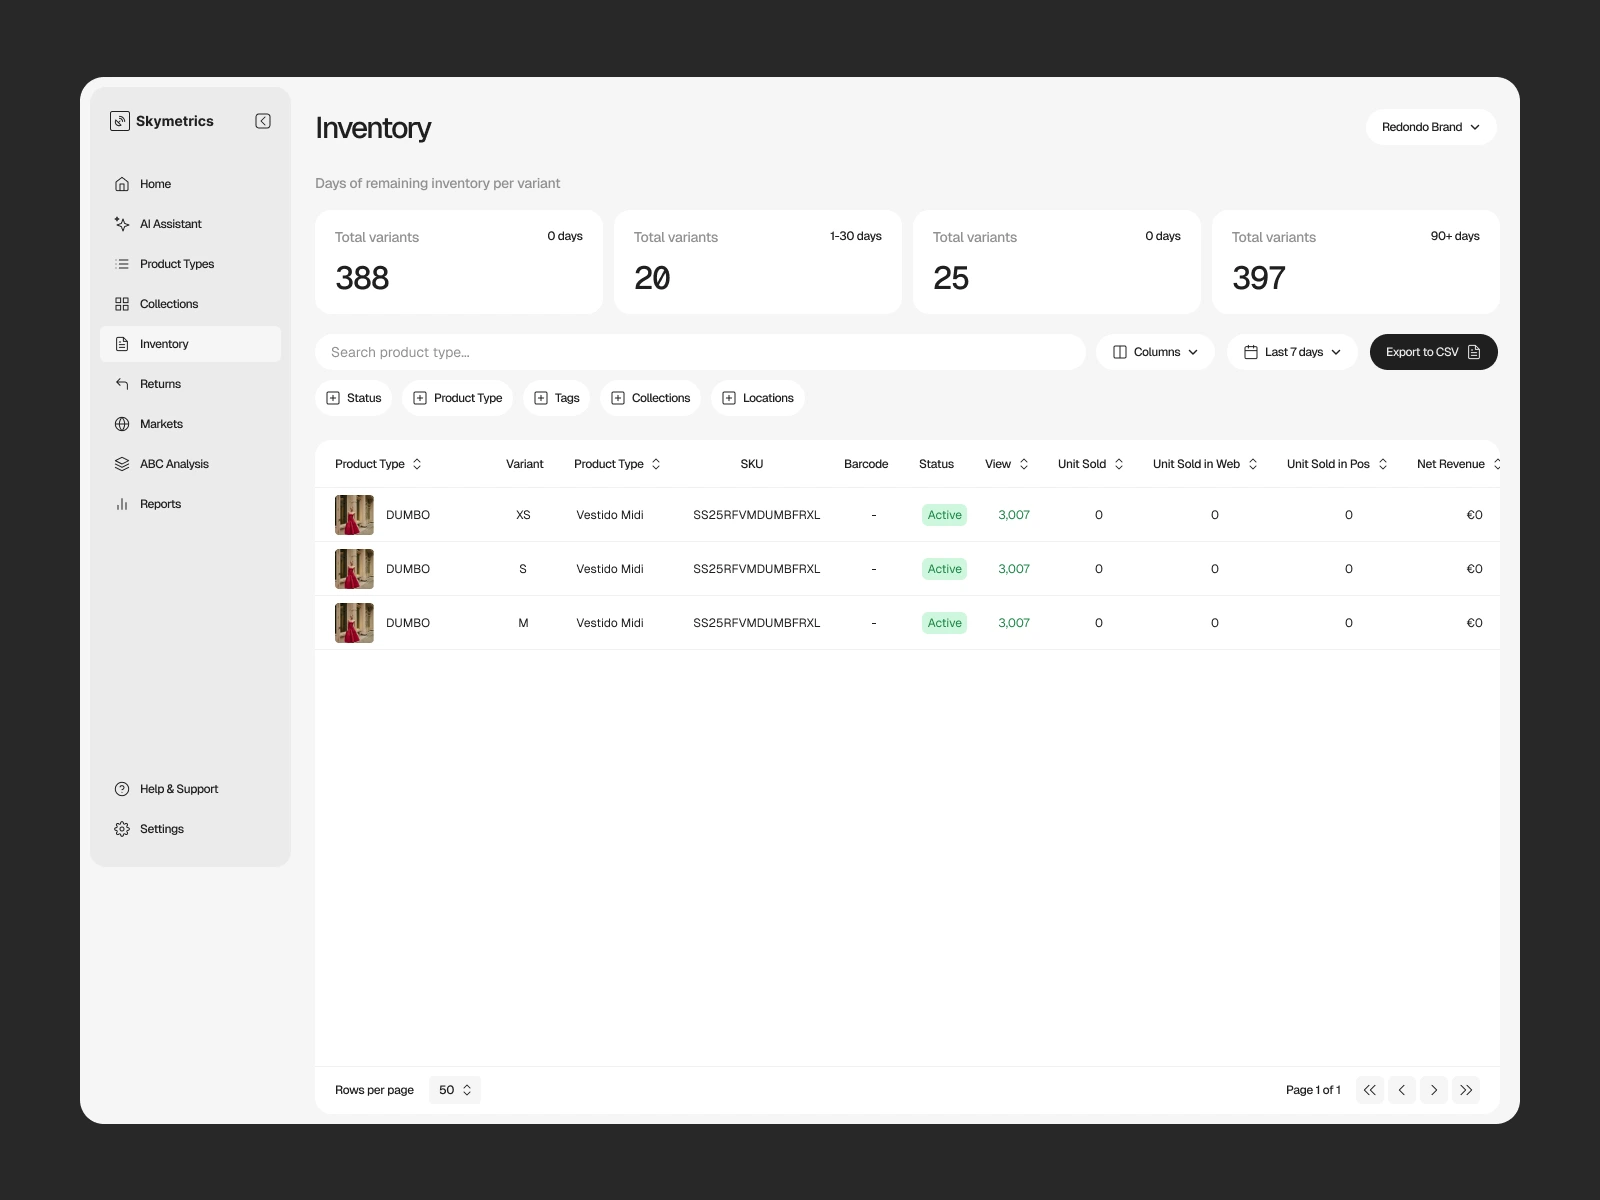 Skymetrics
Home
AI Assistant
Product Types
Collections
Inventory
Returns
Markets
ABC Analysis
Reports
Help & Support
Settings
Inventory
Redondo Brand
Days of remaining inventory per variant
Total variants 0 days
388
Total variants 1-30 days
20
Total variants 0 days
25
Total variants 90+ days
397
Search product type... Columns Last 7 days Export to CSV
Status Product Type Tags Collections Locations
Product Type Variant Product Type SKU Barcode Status View Unit Sold Unit Sold in Web Unit Sold in Pos Net Revenue
DUMBO XS Vestido Midi SS25RFVMDUMBFRXL - Active 3,007 0 0 0 €0
DUMBO S Vestido Midi SS25RFVMDUMBFRXL - Active 3,007 0 0 0 €0
DUMBO M Vestido Midi SS25RFVMDUMBFRXL - Active 3,007 0 0 0 €0
Rows per page 50 Page 1 of 1